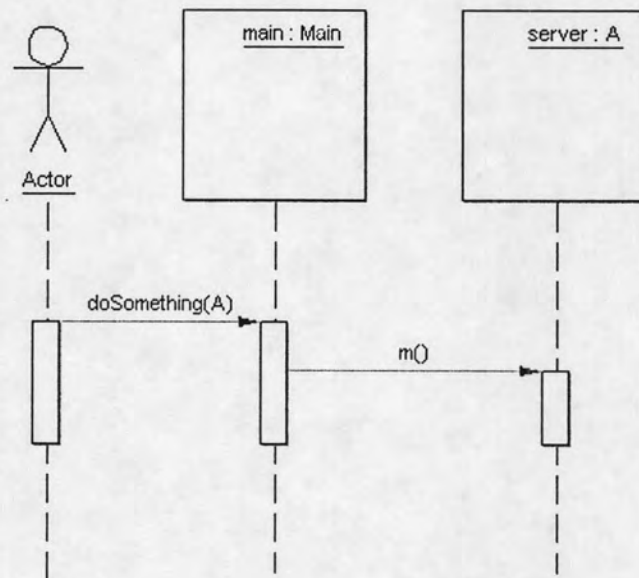 main : Main
server : A
Actor
doSomething(A)
m()